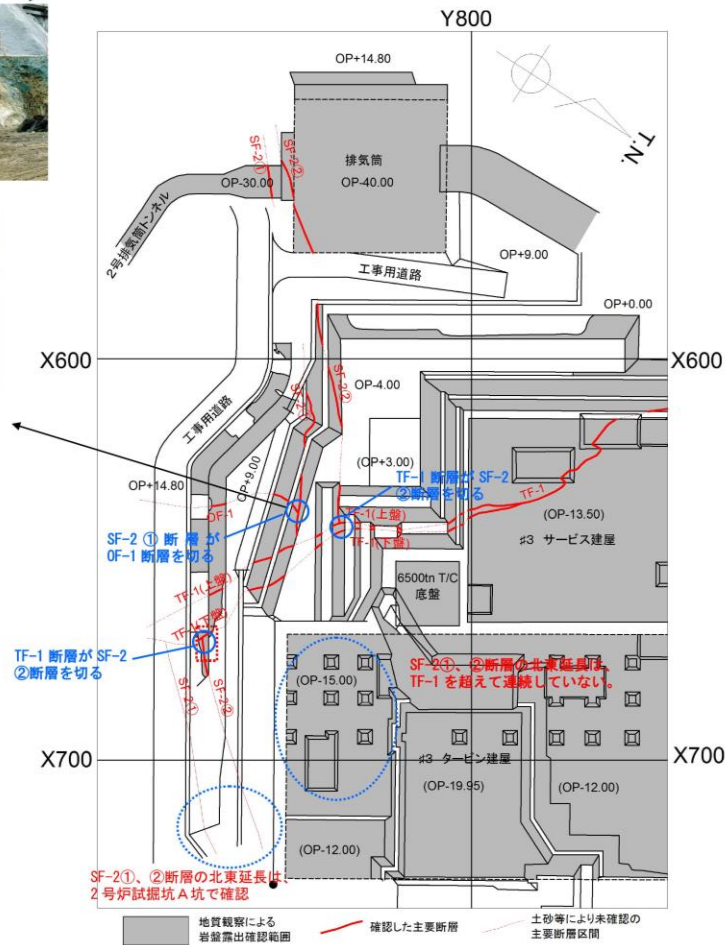 Y800
OP+14.80
T.N.
SF-2①
SF-2②
排気筒
OP-30.00
OP-40.00
2号排気筒トンネル
OP+9.00
工事用道路
OP+0.00
X600
X600
OP-4.00
SF-2②
工事用道路
(OP+3.00)
OP+14.80
OP+9.00
TF-1 断層が SF-2
②断層を切る
TF-1
OF-1
TF-1(上盤)
(OP-13.50)
SF-2 ①断層が
OF-1 断層を切る
TF-1(下盤)
♯3 サービス建屋
6500tn T/C
底盤
TF-1(上盤)
TF-1(下盤)
TF-1 断層が SF-2
②断層を切る
SF-2①、②断層の北東延長は、
TF-1 を超えて連続していない。
(OP-15.00)
SF-2①
SF-2②
X700
X700
♯3 タービン建屋
(OP-19.95)
(OP-12.00)
(OP-12.00)
SF-2①、②断層の北東延長は、
2号炉試掘坑A坑で確認
地質観察による
岩盤露出確認範囲
確認した主要断層
土砂等により未確認の
主要断層区間